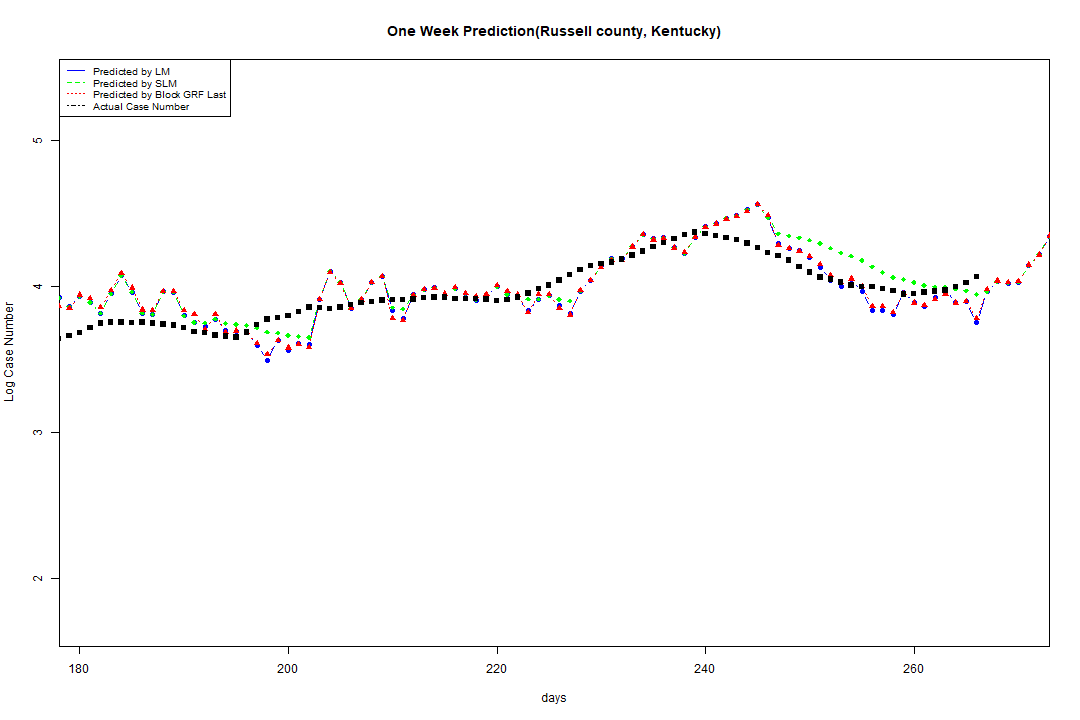 One Week Prediction(Russell county, Kentucky)
Predicted by LM
Predicted by SLM
Predicted by Block GRF Last
Actual Case Number
5
4
3
2
Log Case Number
180 200 220 240 260
days